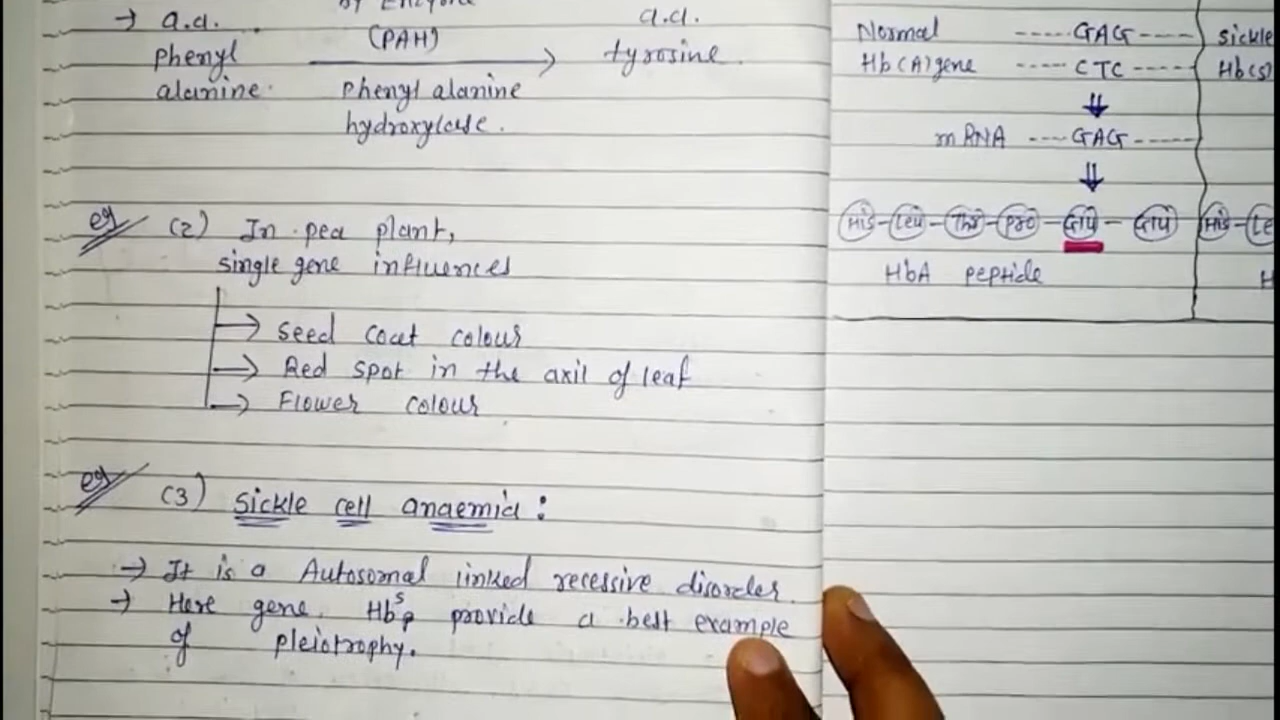 by Enzyme
→ a.a.
a.a.
(PAH)
phenyl
tyrosine.
alanine.
Phenyl alanine
hydroxylase.
eg (2) In pea plant,
single gene influences
→ Seed coat colour
→ Red spot in the axil of leaf
→ Flower colour
eg (3) Sickle cell anaemia:
→ It is a Autosomal linked recessive disorder.
→ Here gene. Hbˢp provide a best example
of pleiotrophy.
Normal ---- GAG ----
Hb(A)gene ---- CTC ----
⇓
mRNA ---- GAG ----
⇓
His - Leu - Thr - Pro - Glu - Glu
HbA peptide
Sickle
Hb(S)
His - Le
H